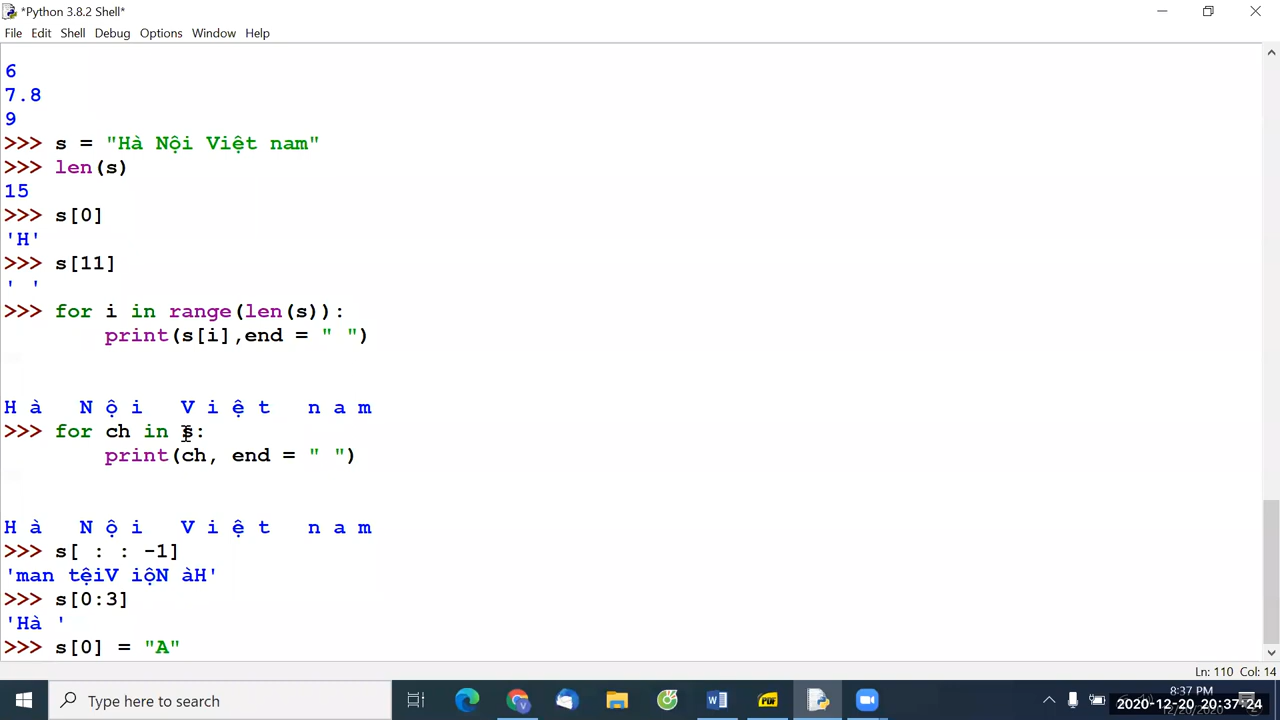 *Python 3.8.2 Shell*
File Edit Shell Debug Options Window Help
6
7.8
9
>>> s = "Hà Nội Việt nam"
>>> len(s)
15
>>> s[0]
'H'
>>> s[11]
' '
>>> for i in range(len(s)):
print(s[i],end = " ")
H à   N ộ i   V i ệ t   n a m
>>> for ch in s:
print(ch, end = " ")
H à   N ộ i   V i ệ t   n a m
>>> s[ : : -1]
'man tệiV iộN àH'
>>> s[0:3]
'Hà '
>>> s[0] = "A"
Ln: 110 Col: 14
Type here to search
8:37 PM
2020-12-20 20:37:24